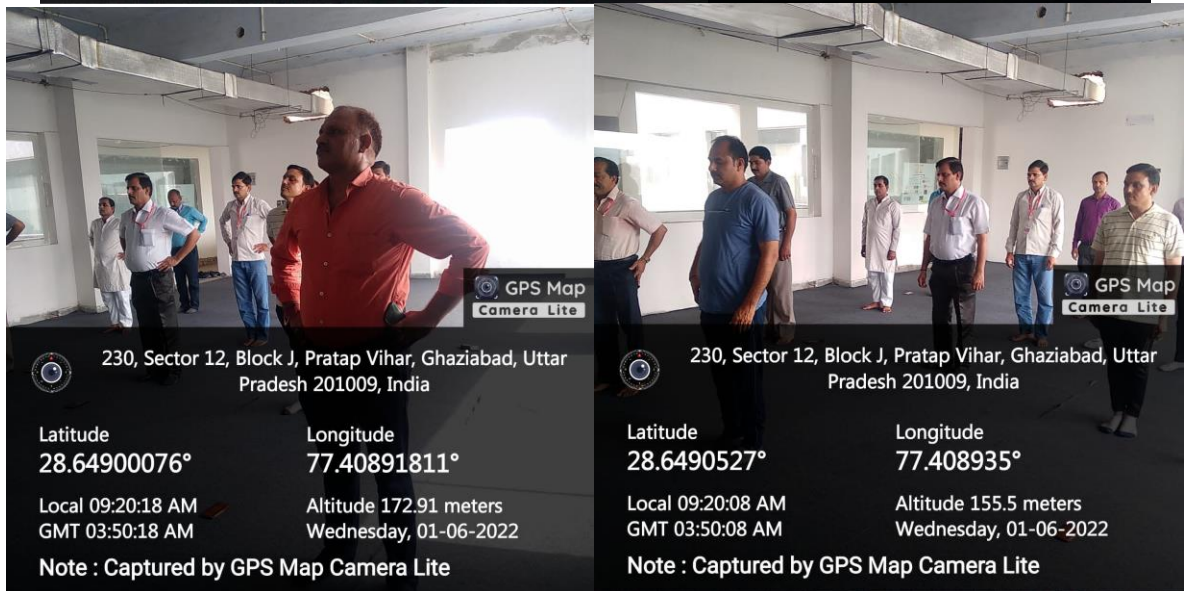 GPS Map
Camera Lite
230, Sector 12, Block J, Pratap Vihar, Ghaziabad, Uttar
Pradesh 201009, India
Latitude
28.64900076°
Longitude
77.40891811°
Local 09:20:18 AM
GMT 03:50:18 AM
Altitude 172.91 meters
Wednesday, 01-06-2022
Note : Captured by GPS Map Camera Lite
GPS Map
Camera Lite
230, Sector 12, Block J, Pratap Vihar, Ghaziabad, Uttar
Pradesh 201009, India
Latitude
28.6490527°
Longitude
77.408935°
Local 09:20:08 AM
GMT 03:50:08 AM
Altitude 155.5 meters
Wednesday, 01-06-2022
Note : Captured by GPS Map Camera Lite